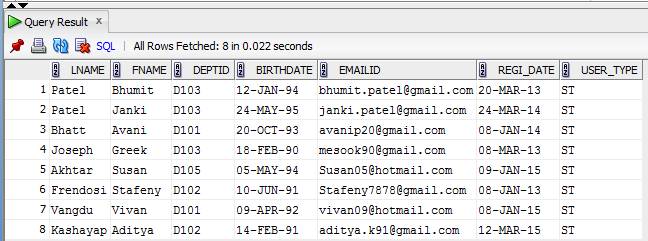 Query Result x
SQL | All Rows Fetched: 8 in 0.022 seconds
LNAME FNAME DEPTID BIRTHDATE EMAILID REGI_DATE USER_TYPE
1 Patel Bhumit D103 12-JAN-94 bhumit.patel@gmail.com 20-MAR-13 ST
2 Patel Janki D103 24-MAY-95 janki.patel@gmail.com 24-MAR-14 ST
3 Bhatt Avani D101 20-OCT-93 avanip20@gmail.com 08-JAN-14 ST
4 Joseph Greek D103 18-FEB-90 mesook90@gmail.com 08-MAR-13 ST
5 Akhtar Susan D105 05-MAY-94 Susan05@hotmail.com 09-JAN-15 ST
6 Frendosi Stafeny D102 10-JUN-91 Stafeny7878@gmail.com 08-JAN-13 ST
7 Vangdu Vivan D101 09-APR-92 vivan09@hotmail.com 08-JAN-15 ST
8 Kashayap Aditya D102 14-FEB-91 aditya.k91@gmail.com 12-MAR-15 ST